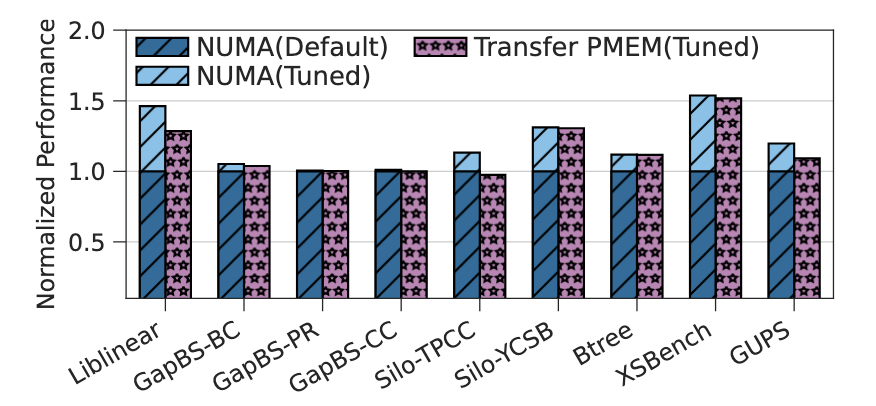 Normalized Performance
2.0
1.5
1.0
0.5
NUMA(Default)
Transfer PMEM(Tuned)
NUMA(Tuned)
Liblinear
GapBS-BC
GapBS-PR
GapBS-CC
Silo-TPCC
Silo-YCSB
Btree
XSBench
GUPS